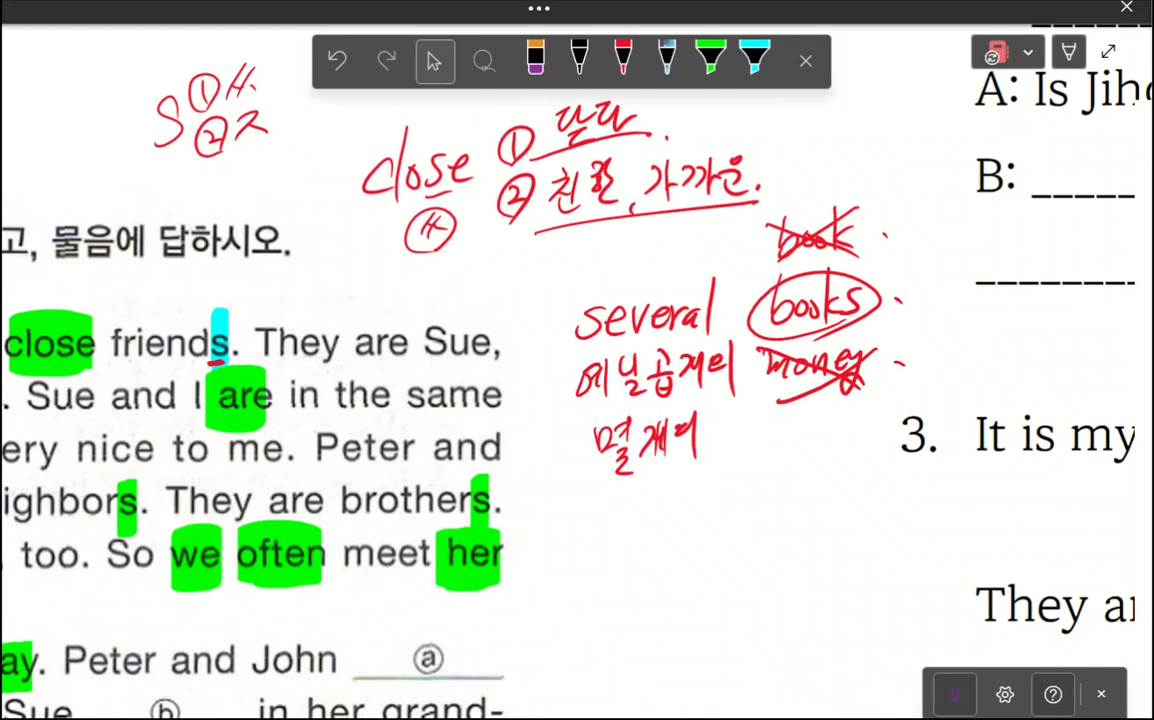 S ① ㅆ.
② ㅈ
close ① 닫다.
② 친한, 가까운.
ㅆ
고, 물음에 답하시오.
book.
several books.
money.
몇개의
close friends. They are Sue,
. Sue and I are in the same
ery nice to me. Peter and
ighbors. They are brothers.
too. So we often meet her
ay. Peter and John ⓐ
Sue ⓑ in her grand-
A: Is Jih
B: _____
3. It is my
They ar